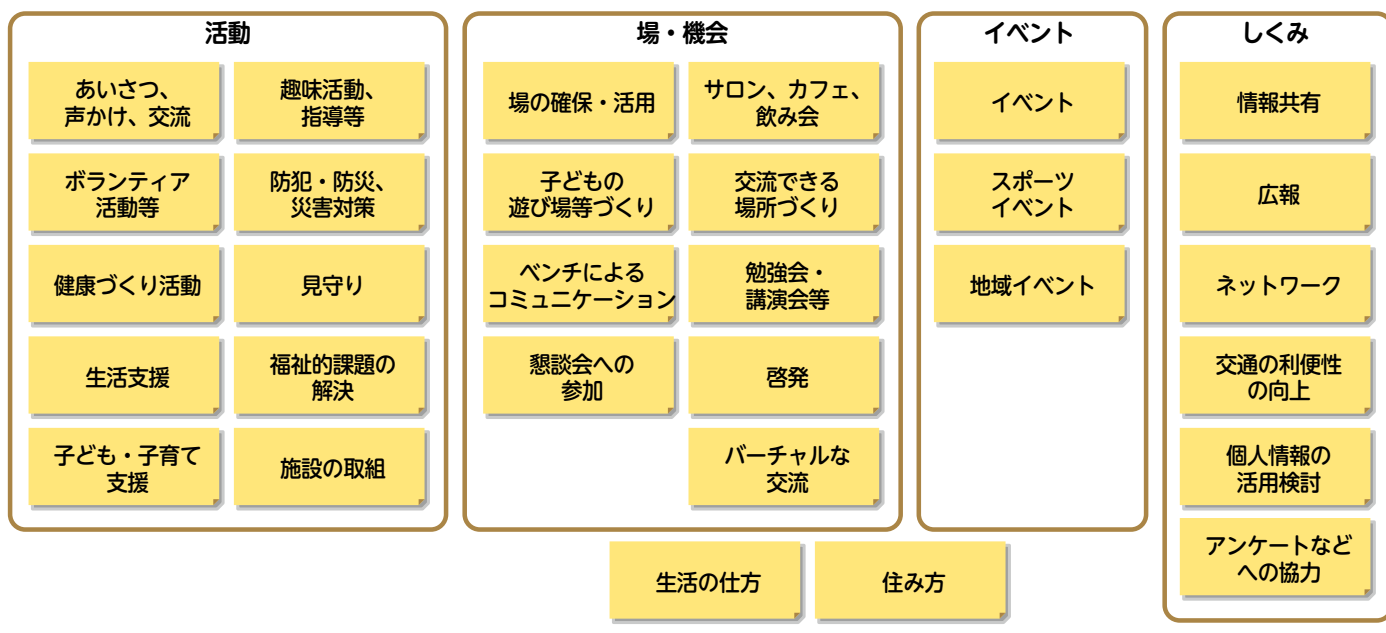 活動
あいさつ、
声かけ、交流
趣味活動、
指導等
ボランティア
活動等
防犯・防災、
災害対策
健康づくり活動
見守り
生活支援
福祉的課題の
解決
子ども・子育て
支援
施設の取組
場・機会
場の確保・活用
サロン、カフェ、
飲み会
子どもの
遊び場等づくり
交流できる
場所づくり
ベンチによる
コミュニケーション
勉強会・
講演会等
懇談会への
参加
啓発
バーチャルな
交流
イベント
イベント
スポーツ
イベント
地域イベント
しくみ
情報共有
広報
ネットワーク
交通の利便性
の向上
個人情報の
活用検討
アンケートなど
への協力
生活の仕方
住み方